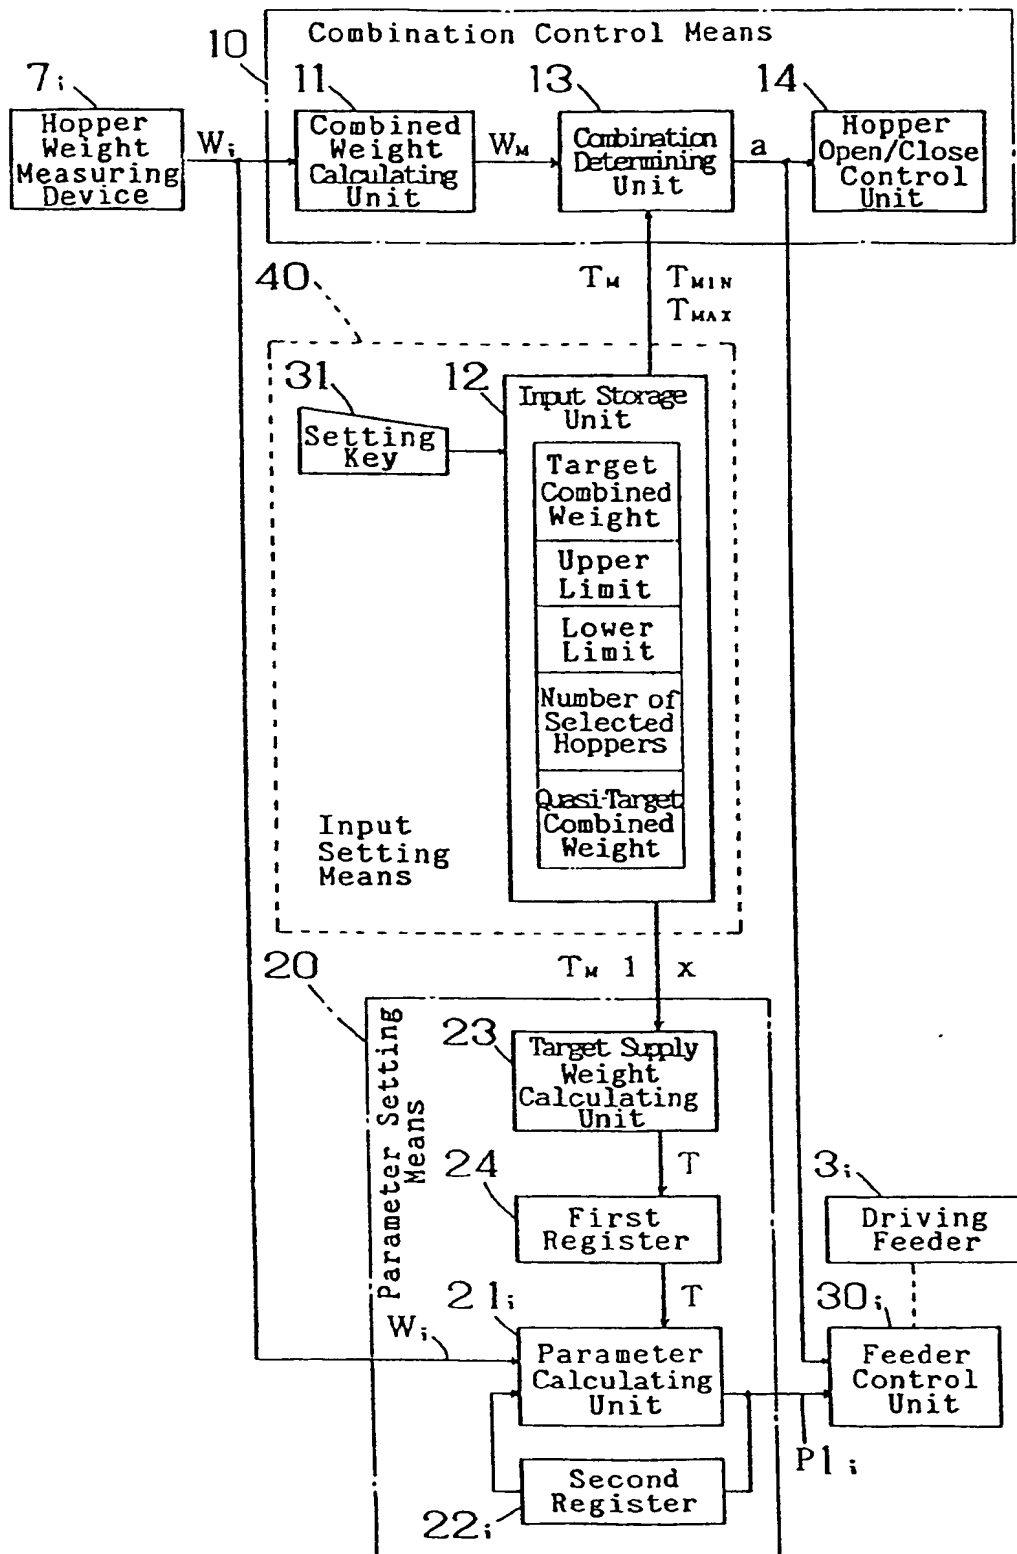 Combination Control Means
10
7i
11
13
14
Hopper
Weight
Measuring
Device
Wi
Combined
Weight
Calculating
Unit
WM
Combination
Determining
Unit
a
Hopper
Open/Close
Control
Unit
TM TMIN
TMAX
40
31
12
Setting
Key
Input Storage
Unit
Target
Combined
Weight
Upper
Limit
Lower
Limit
Number of
Selected
Hoppers
Quasi-Target
Combined
Weight
Input
Setting
Means
20
TM 1 x
Parameter Setting
Means
23
Target Supply
Weight
Calculating
Unit
T
24
First
Register
3i
Driving
Feeder
T
21i
30i
Wi
Parameter
Calculating
Unit
Feeder
Control
Unit
P1i
Second
Register
22i